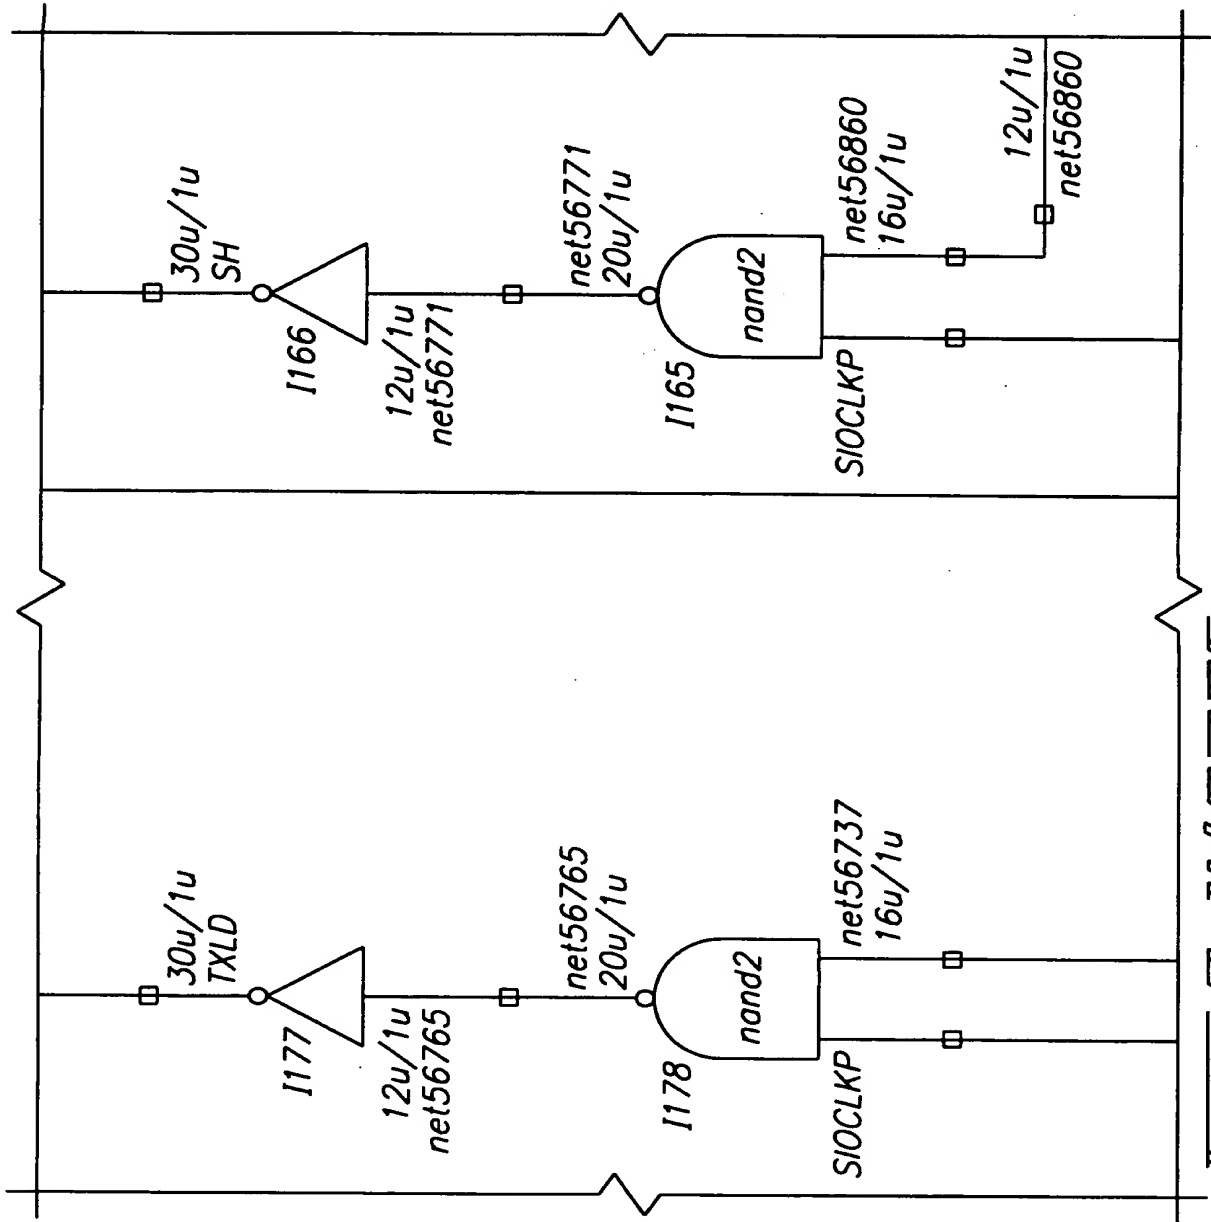 30u/1u
SH
I166
12u/1u
net56771
net56771
20u/1u
I165
nand2
net56860
16u/1u
SIOCLKP
12u/1u
net56860
30u/1u
TXLD
I177
12u/1u
net56765
net56765
20u/1u
I178
nand2
net56737
16u/1u
SIOCLKP